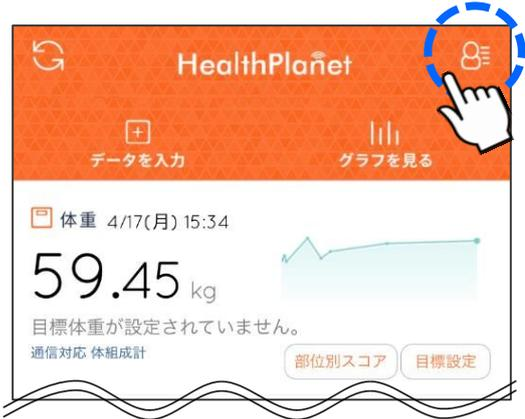 HealthPlanet
データを入力
グラフを見る
体重 4/17(月) 15:34
59.45 kg
目標体重が設定されていません。
通信対応 体組成計
部位別スコア 目標設定